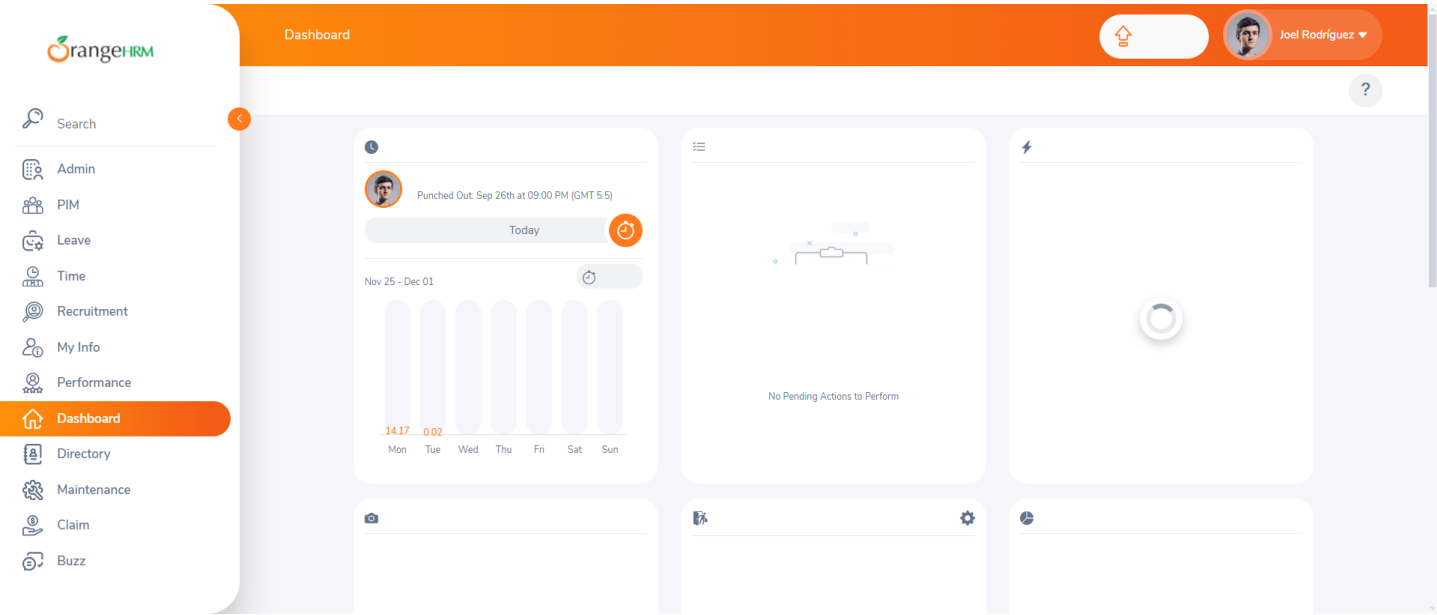 OrangeHRM
Dashboard
Joel Rodríguez
?
Search
Admin
PIM
Leave
Time
Recruitment
My Info
Performance
Dashboard
Directory
Maintenance
Claim
Buzz
Punched Out: Sep 26th at 09:00 PM (GMT 5.5)
Today
Nov 25 - Dec 01
14.17 0.02
Mon Tue Wed Thu Fri Sat Sun
No Pending Actions to Perform